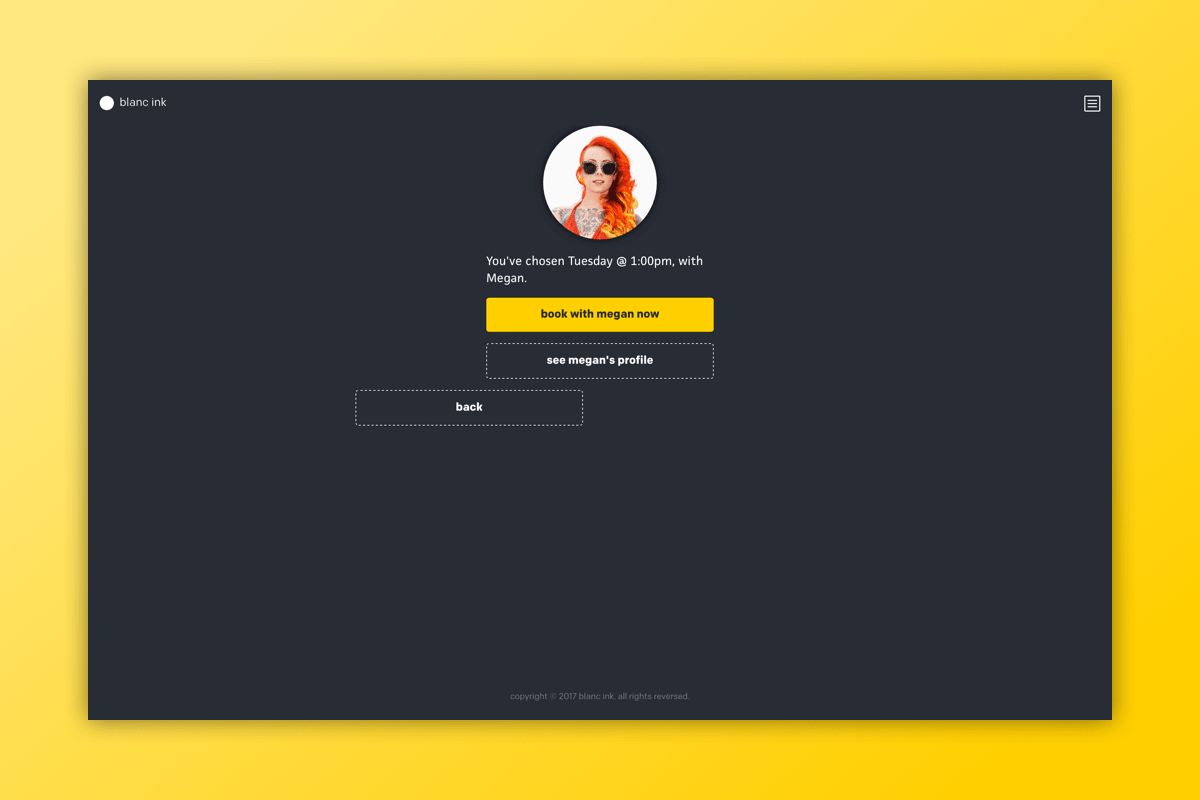 blanc ink
You've chosen Tuesday @ 1:00pm, with
Megan.
book with megan now
see megan's profile
back
copyright © 2017 blanc ink. all rights reversed.